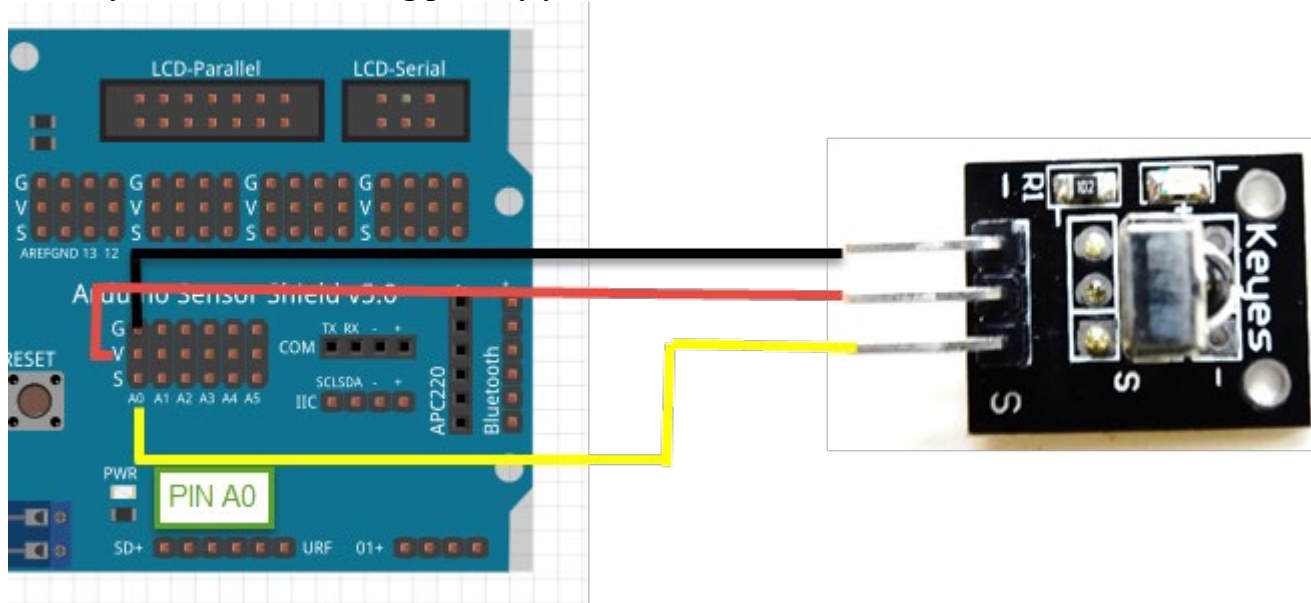 LCD-Parallel LCD-Serial
G G G G
V V V V
S S S S
AREFGND 13 12
Arduino Sensor Shield v5.0
G
V
S
A0 A1 A2 A3 A4 A5
RESET
TX RX - +
COM
SCLSDA - +
IIC
APC220
Bluetooth
PWR
PIN A0
SD+ URF 01+
-
R1
102
L
+
Keyes
S
S
-